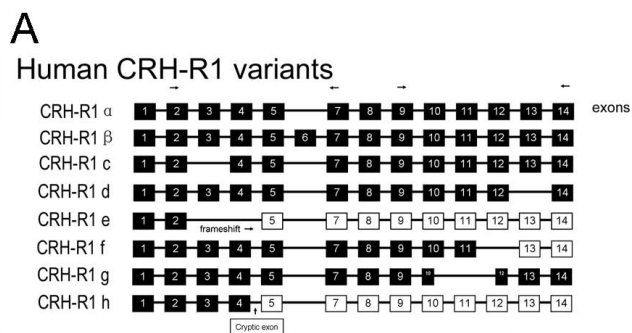 A
Human CRH-R1 variants
→ ← → ←
CRH-R1 α 1 2 3 4 5 7 8 9 10 11 12 13 14 exons
CRH-R1 β 1 2 3 4 5 6 7 8 9 10 11 12 13 14
CRH-R1 c 1 2 4 5 7 8 9 10 11 12 13 14
CRH-R1 d 1 2 3 4 5 7 8 9 10 11 12 14
CRH-R1 e 1 2 5 7 8 9 10 11 12 13 14
frameshift →
CRH-R1 f 1 2 3 4 5 7 8 9 10 11 13 14
CRH-R1 g 1 2 3 4 5 7 8 9 10 12 13 14
CRH-R1 h 1 2 3 4 5 7 8 9 10 11 12 13 14
↑
Cryptic exon